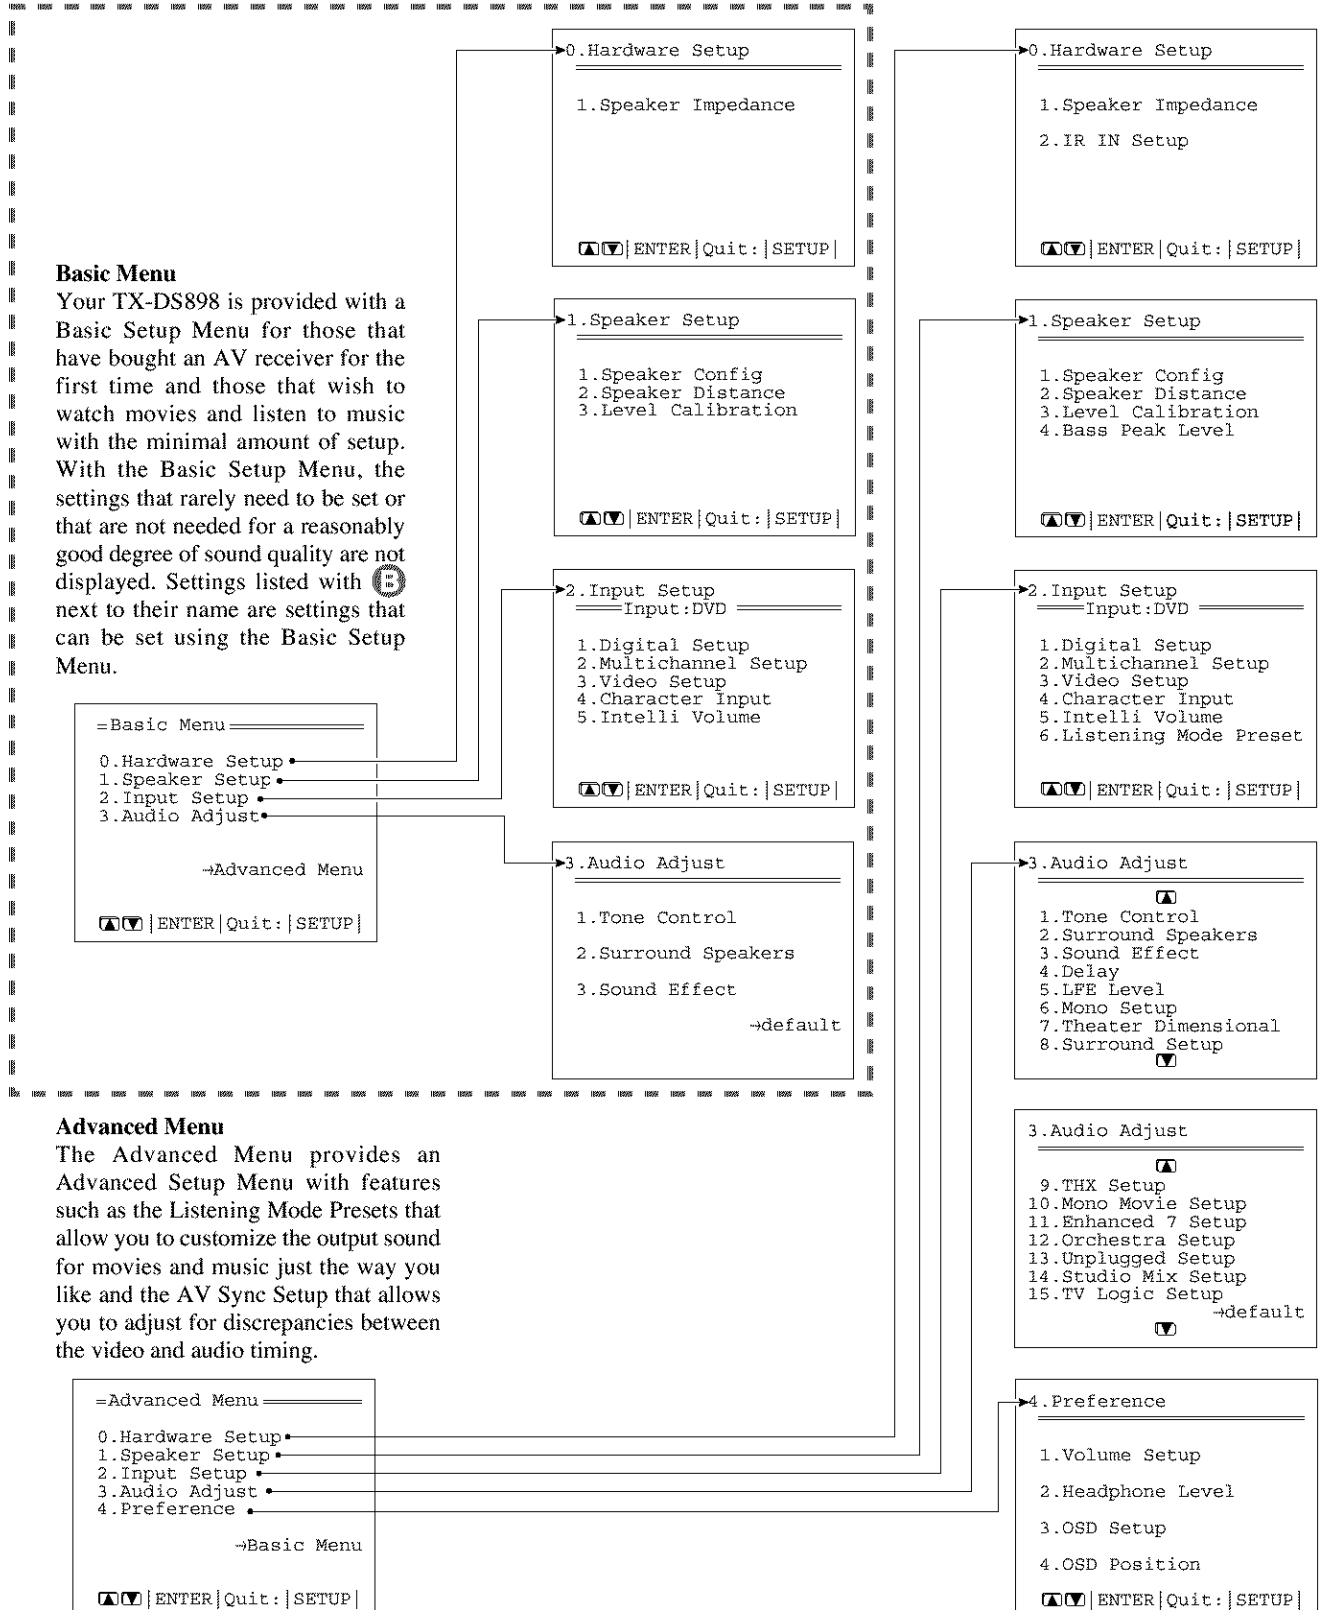 Basic Menu
Your TX-DS898 is provided with a
Basic Setup Menu for those that
have bought an AV receiver for the
first time and those that wish to
watch movies and listen to music
with the minimal amount of setup.
With the Basic Setup Menu, the
settings that rarely need to be set or
that are not needed for a reasonably
good degree of sound quality are not
displayed. Settings listed with B
next to their name are settings that
can be set using the Basic Setup
Menu.
=Basic Menu
0.Hardware Setup
1.Speaker Setup
2.Input Setup
3.Audio Adjust
→Advanced Menu
▲▼|ENTER|Quit:|SETUP|
0.Hardware Setup
1.Speaker Impedance
▲▼|ENTER|Quit:|SETUP|
1.Speaker Setup
1.Speaker Config
2.Speaker Distance
3.Level Calibration
▲▼|ENTER|Quit:|SETUP|
2.Input Setup
Input:DVD
1.Digital Setup
2.Multichannel Setup
3.Video Setup
4.Character Input
5.Intelli Volume
▲▼|ENTER|Quit:|SETUP|
3.Audio Adjust
1.Tone Control
2.Surround Speakers
3.Sound Effect
→default
Advanced Menu
The Advanced Menu provides an
Advanced Setup Menu with features
such as the Listening Mode Presets that
allow you to customize the output sound
for movies and music just the way you
like and the AV Sync Setup that allows
you to adjust for discrepancies between
the video and audio timing.
=Advanced Menu
0.Hardware Setup
1.Speaker Setup
2.Input Setup
3.Audio Adjust
4.Preference
→Basic Menu
▲▼|ENTER|Quit:|SETUP|
0.Hardware Setup
1.Speaker Impedance
2.IR IN Setup
▲▼|ENTER|Quit:|SETUP|
1.Speaker Setup
1.Speaker Config
2.Speaker Distance
3.Level Calibration
4.Bass Peak Level
▲▼|ENTER|Quit:|SETUP|
2.Input Setup
Input:DVD
1.Digital Setup
2.Multichannel Setup
3.Video Setup
4.Character Input
5.Intelli Volume
6.Listening Mode Preset
▲▼|ENTER|Quit:|SETUP|
3.Audio Adjust
▲
1.Tone Control
2.Surround Speakers
3.Sound Effect
4.Delay
5.LFE Level
6.Mono Setup
7.Theater Dimensional
8.Surround Setup
▼
3.Audio Adjust
▲
9.THX Setup
10.Mono Movie Setup
11.Enhanced 7 Setup
12.Orchestra Setup
13.Unplugged Setup
14.Studio Mix Setup
15.TV Logic Setup
→default
▼
4.Preference
1.Volume Setup
2.Headphone Level
3.OSD Setup
4.OSD Position
▲▼|ENTER|Quit:|SETUP|